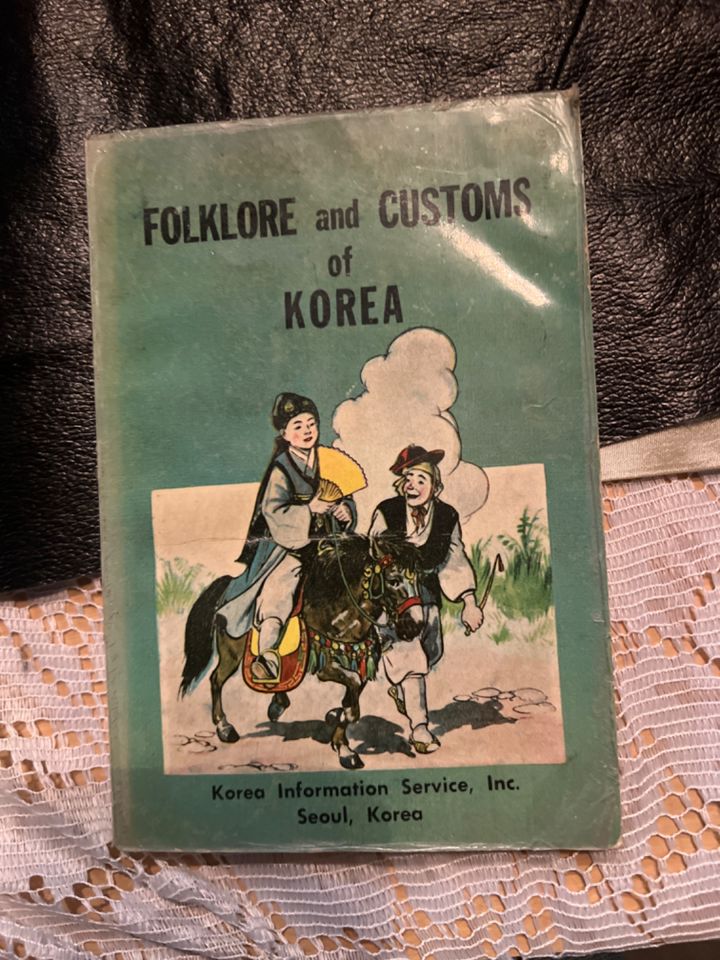 FOLKLORE and CUSTOMS
of
KOREA
Korea Information Service, Inc.
Seoul, Korea